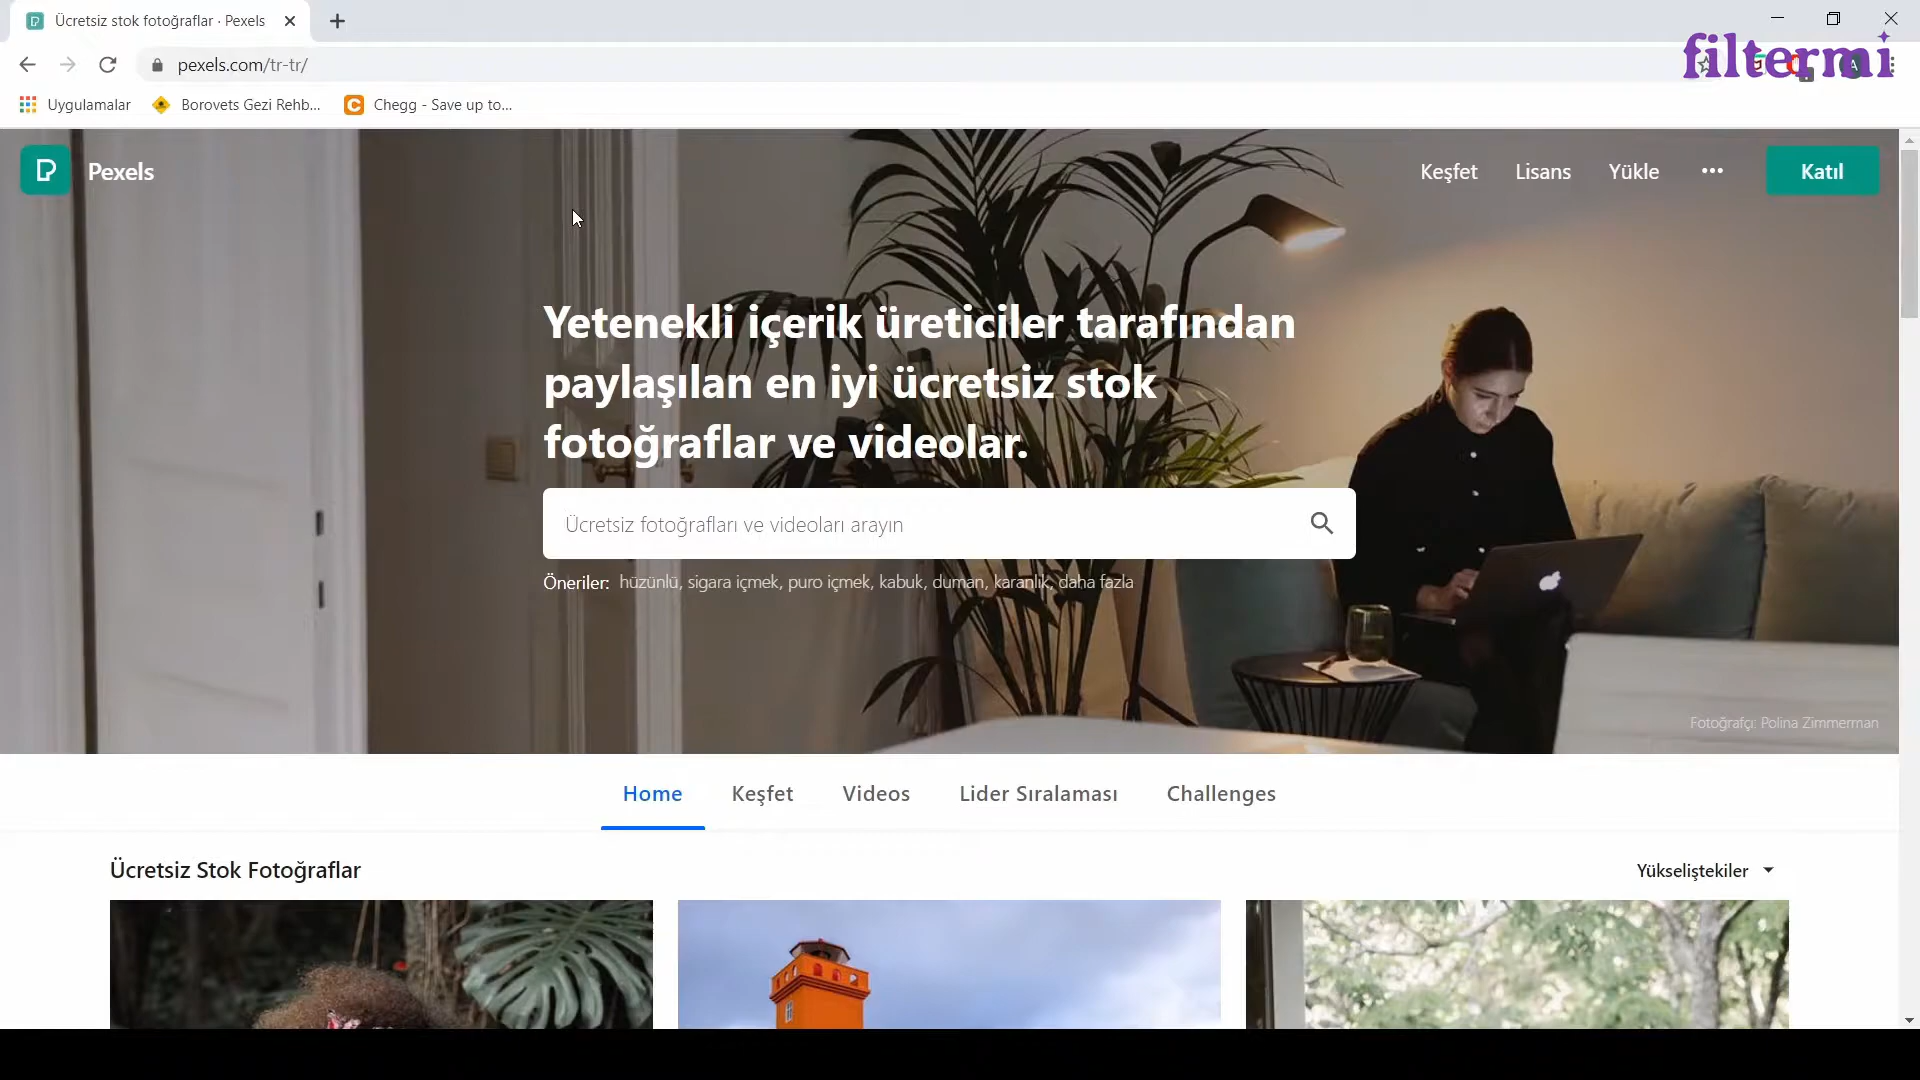 Ücretsiz stok fotoğraflar · Pexels
pexels.com/tr-tr/
filtermi
Uygulamalar
Borovets Gezi Rehb...
Chegg - Save up to...
Pexels
Keşfet
Lisans
Yükle
Katıl
Yetenekli içerik üreticiler tarafından
paylaşılan en iyi ücretsiz stok
fotoğraflar ve videolar.
Ücretsiz fotoğrafları ve videoları arayın
Öneriler: hüzünlü, sigara içmek, puro içmek, kabuk, duman, karanlık, daha fazla
Fotoğrafçı: Polina Zimmerman
Home
Keşfet
Videos
Lider Sıralaması
Challenges
Ücretsiz Stok Fotoğraflar
Yükseliştekiler